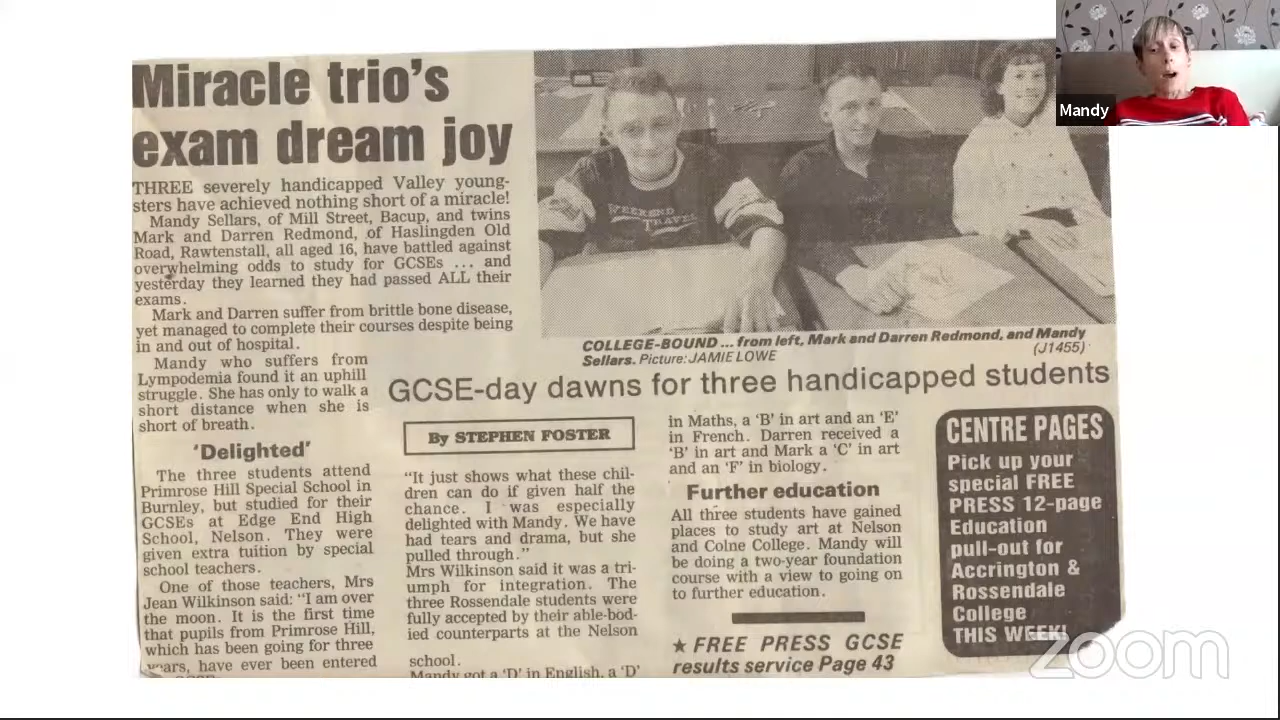 Miracle trio's
exam dream joy
THREE severely handicapped Valley young-
sters have achieved nothing short of a miracle!
Mandy Sellars, of Mill Street, Bacup, and twins
Mark and Darren Redmond, of Haslingden Old
Road, Rawtenstall, all aged 16, have battled against
overwhelming odds to study for GCSEs ... and
yesterday they learned they had passed ALL their
exams.
Mark and Darren suffer from brittle bone disease,
yet managed to complete their courses despite being
in and out of hospital.
Mandy who suffers from
Lympodemia found it an uphill
struggle. She has only to walk a
short distance when she is
short of breath.
'Delighted'
The three students attend
Primrose Hill Special School in
Burnley, but studied for their
GCSEs at Edge End High
School, Nelson. They were
given extra tuition by special
school teachers.
One of those teachers, Mrs
Jean Wilkinson said: "I am over
the moon. It is the first time
that pupils from Primrose Hill,
which has been going for three
years, have ever been entered
WEEKEND
TRAVEL
COLLEGE-BOUND ... from left, Mark and Darren Redmond, and Mandy
Sellars. Picture: JAMIE LOWE
(J1455)
GCSE-day dawns for three handicapped students
By STEPHEN FOSTER
"It just shows what these chil-
dren can do if given half the
chance. I was especially
delighted with Mandy. We have
had tears and drama, but she
pulled through."
Mrs Wilkinson said it was a tri-
umph for integration. The
three Rossendale students were
fully accepted by their able-bod-
ied counterparts at the Nelson
school.
Mandy got a 'D' in English, a 'D'
in Maths, a 'B' in art and an 'E'
in French. Darren received a
'B' in art and Mark a 'C' in art
and an 'F' in biology.
Further education
All three students have gained
places to study art at Nelson
and Colne College. Mandy will
be doing a two-year foundation
course with a view to going on
to further education.
★ FREE PRESS GCSE
results service Page 43
CENTRE PAGES
Pick up your
special FREE
PRESS 12-page
Education
pull-out for
Accrington &
Rossendale
College
THIS WEEK!
Mandy
zoom